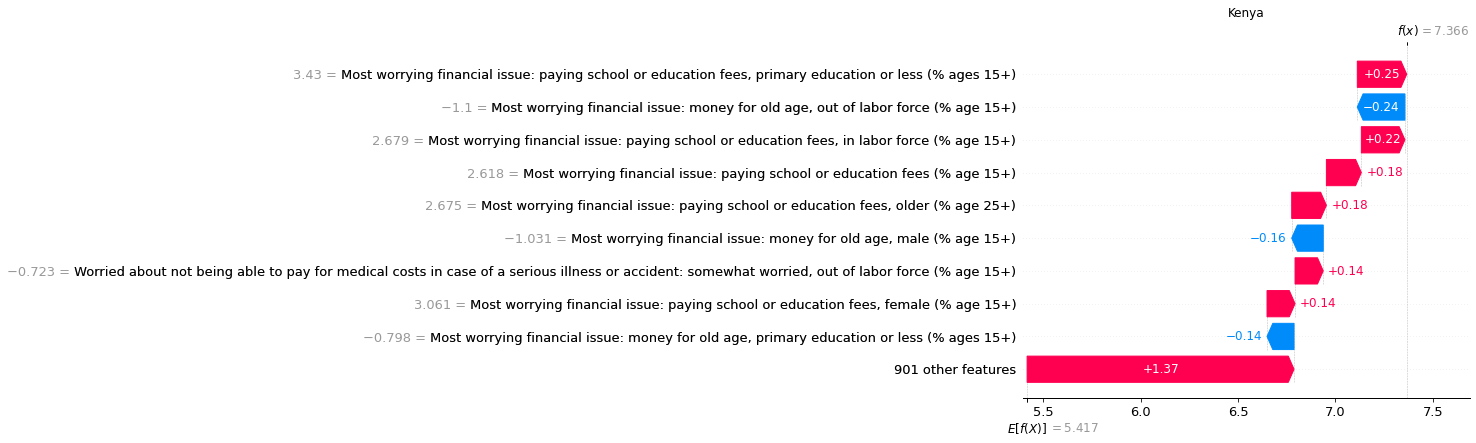 Kenya
f(x) = 7.366
3.43 = Most worrying financial issue: paying school or education fees, primary education or less (% ages 15+)
+0.25
−1.1 = Most worrying financial issue: money for old age, out of labor force (% age 15+)
−0.24
2.679 = Most worrying financial issue: paying school or education fees, in labor force (% age 15+)
+0.22
2.618 = Most worrying financial issue: paying school or education fees (% age 15+)
+0.18
2.675 = Most worrying financial issue: paying school or education fees, older (% age 25+)
+0.18
−1.031 = Most worrying financial issue: money for old age, male (% age 15+)
−0.16
−0.723 = Worried about not being able to pay for medical costs in case of a serious illness or accident: somewhat worried, out of labor force (% age 15+)
+0.14
3.061 = Most worrying financial issue: paying school or education fees, female (% age 15+)
+0.14
−0.798 = Most worrying financial issue: money for old age, primary education or less (% ages 15+)
−0.14
901 other features
+1.37
5.5 6.0 6.5 7.0 7.5
E[f(X)] = 5.417